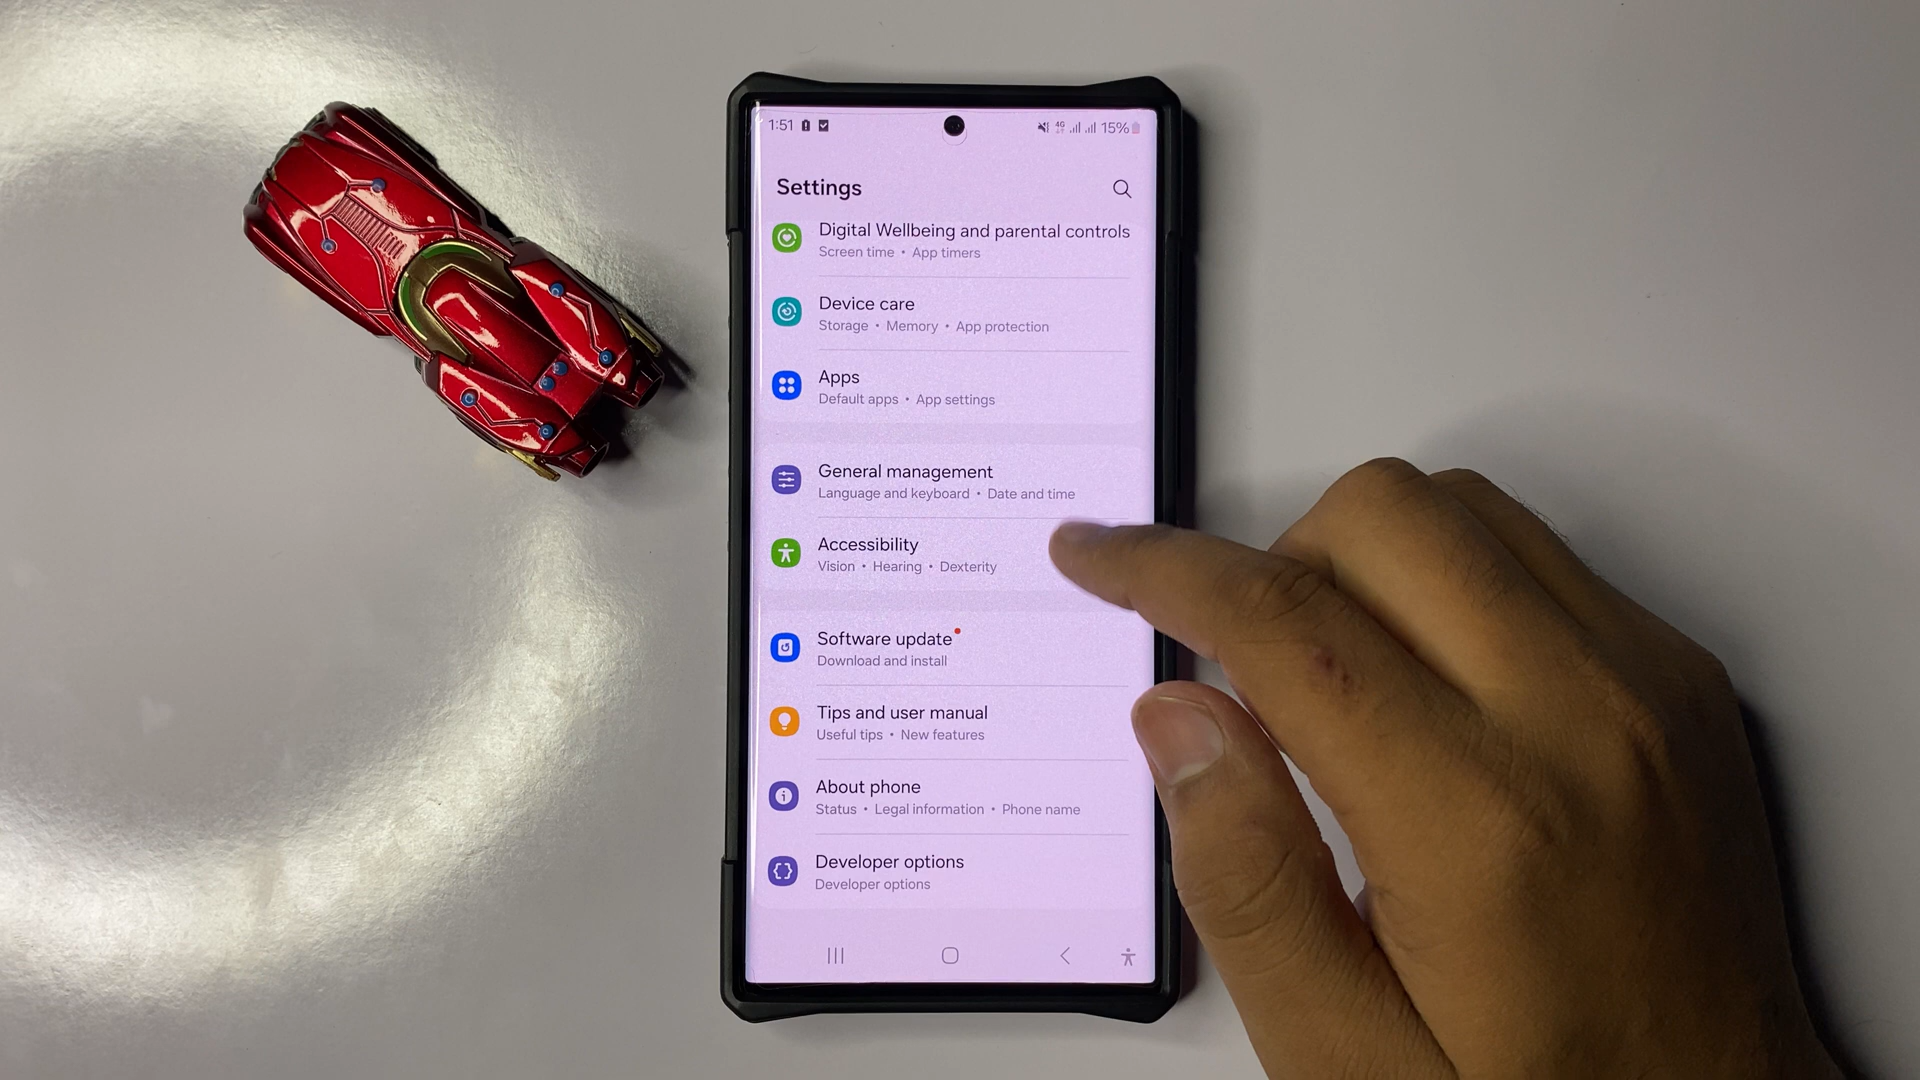 1:51
4G 15%
Settings
Digital Wellbeing and parental controls
Screen time • App timers
Device care
Storage • Memory • App protection
Apps
Default apps • App settings
General management
Language and keyboard • Date and time
Accessibility
Vision • Hearing • Dexterity
Software update
Download and install
Tips and user manual
Useful tips • New features
About phone
Status • Legal information • Phone name
Developer options
Developer options